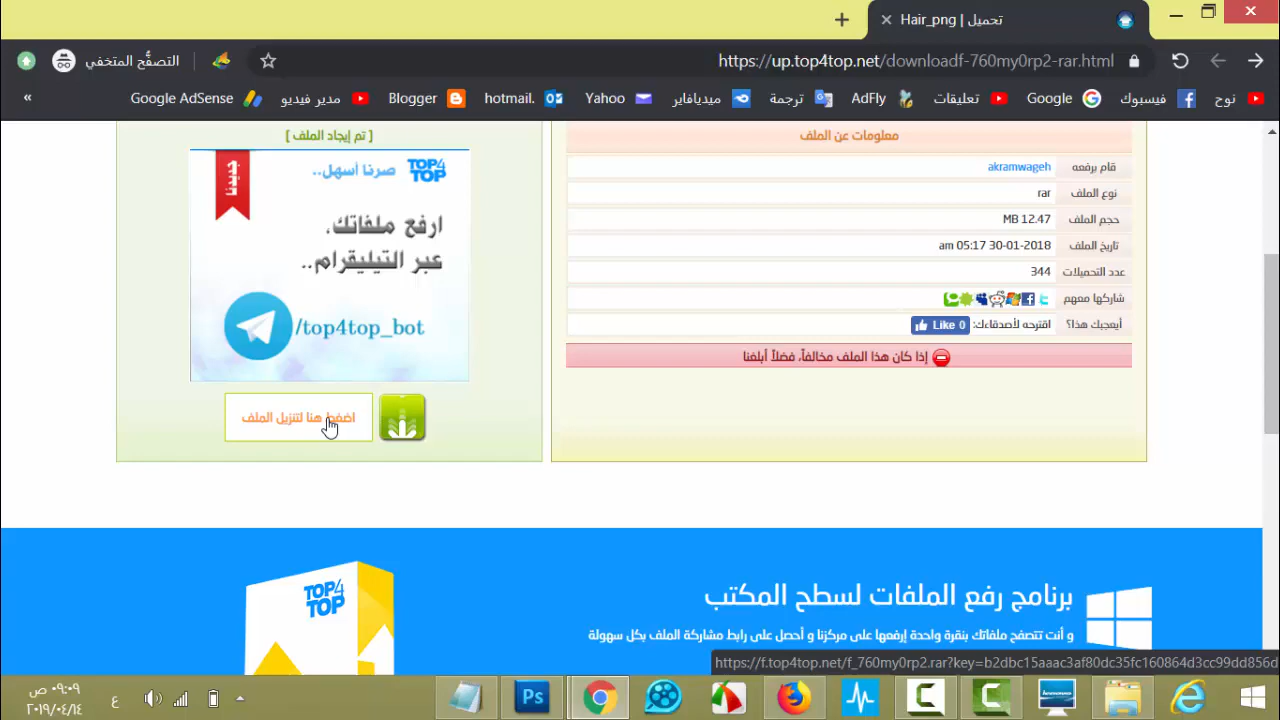 تحميل | Hair_png
https://up.top4top.net/downloadf-760my0rp2-rar.html
التصفُّح المتخفي
نوح
فيسبوك
Google
تعليقات
AdFly
ترجمة
ميديافاير
Yahoo
hotmail.
Blogger
مدير فيديو
Google AdSense
«
معلومات عن الملف
قام برفعه akramwageh
نوع الملف rar
حجم الملف 12.47 MB
تاريخ الملف 30-01-2018 05:17 am
عدد التحميلات 344
شاركها معهم
أيعجبك هذا؟ اقترحه لأصدقاءك: Like 0
إذا كان هذا الملف مخالفاً، فضلاً أبلغنا
[ تم إيجاد الملف ]
جديدنا
TOP4TOP صرنا أسهل..
ارفع ملفاتك،
عبر التيليقرام..
/top4top_bot
اضغط هنا لتنزيل الملف
برنامج رفع الملفات لسطح المكتب
و أنت تتصفح ملفاتك بنقرة واحدة إرفعها على مركزنا و أحصل على رابط مشاركة الملف بكل سهولة
TOP4TOP
https://f.top4top.net/f_760my0rp2.rar?key=b2dbc15aaac3af80dc35fc160864d3cc99dd856d
Ps
ع
٠٩:٠٩ ص
٢٠١٩/٠٤/١٤